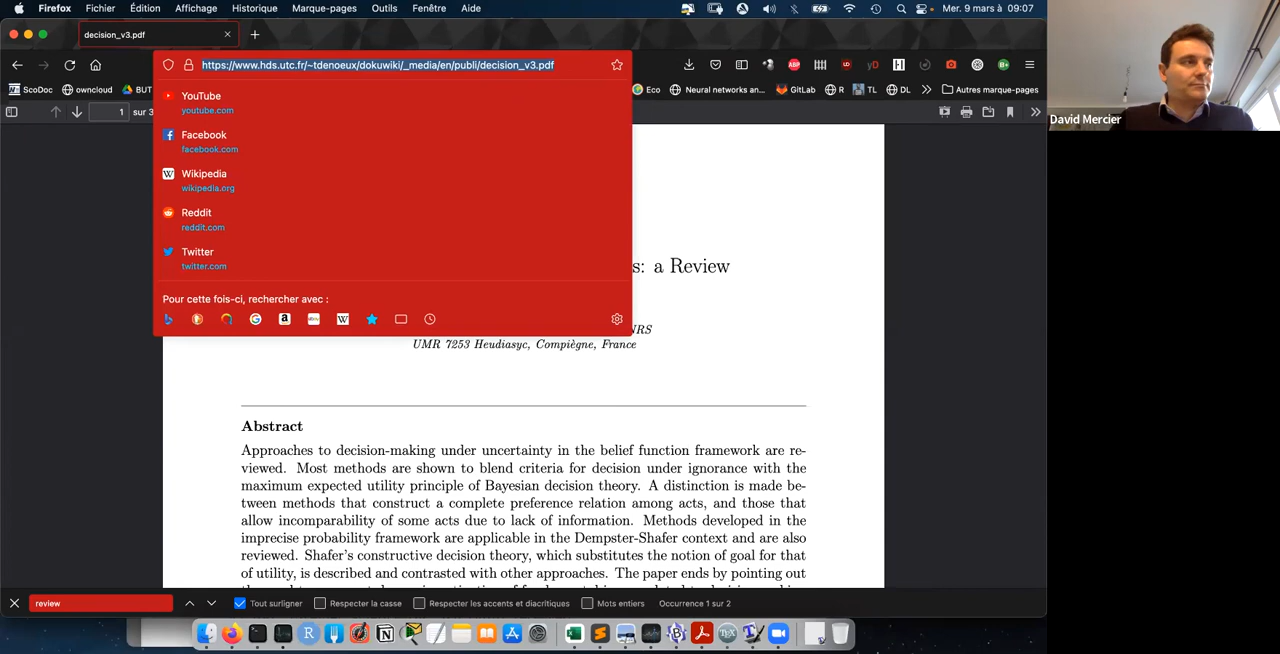 Firefox Fichier Édition Affichage Historique Marque-pages Outils Fenêtre Aide Mer. 9 mars à 09:07
decision_v3.pdf
https://www.hds.utc.fr/~tdenoeux/dokuwiki/_media/en/publi/decision_v3.pdf
ScoDoc owncloud BUT Eco Neural networks an... GitLab R TL DL Autres marque-pages
1 sur 3
YouTube
youtube.com
Facebook
facebook.com
Wikipedia
wikipedia.org
Reddit
reddit.com
Twitter
twitter.com
Pour cette fois-ci, rechercher avec :
s: a Review
NRS
UMR 7253 Heudiasyc, Compiègne, France
Abstract
Approaches to decision-making under uncertainty in the belief function framework are re-
viewed. Most methods are shown to blend criteria for decision under ignorance with the
maximum expected utility principle of Bayesian decision theory. A distinction is made be-
tween methods that construct a complete preference relation among acts, and those that
allow incomparability of some acts due to lack of information. Methods developed in the
imprecise probability framework are applicable in the Dempster-Shafer context and are also
reviewed. Shafer's constructive decision theory, which substitutes the notion of goal for that
of utility, is described and contrasted with other approaches. The paper ends by pointing out
review Tout surligner Respecter la casse Respecter les accents et diacritiques Mots entiers Occurrence 1 sur 2
David Mercier